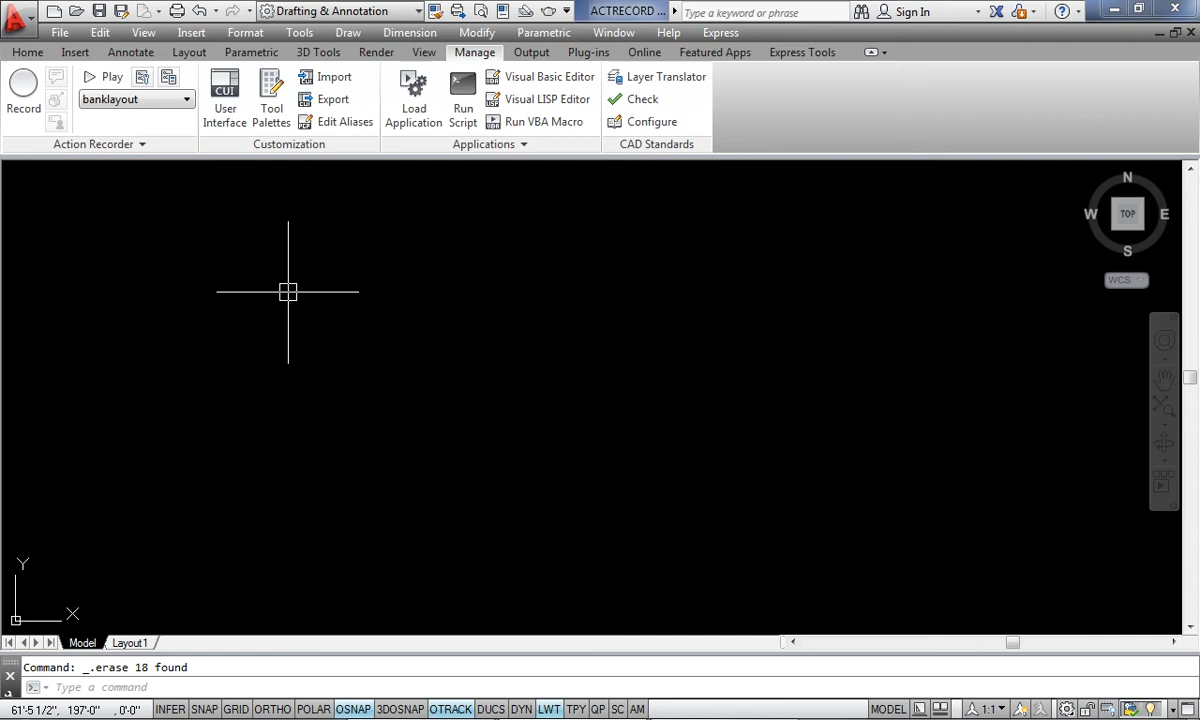 Drafting & Annotation ACTRECORD ... Type a keyword or phrase Sign In
File Edit View Insert Format Tools Draw Dimension Modify Parametric Window Help Express
Home Insert Annotate Layout Parametric 3D Tools Render View Manage Output Plug-ins Online Featured Apps Express Tools
Record
Play
banklayout
Action Recorder
CUI
User Interface
Tool Palettes
Import
Export
Edit Aliases
Customization
Load Application
Run Script
Visual Basic Editor
Visual LISP Editor
Run VBA Macro
Applications
Layer Translator
Check
Configure
CAD Standards
N
W TOP E
S
WCS
Y
X
Model Layout1
Command: _.erase 18 found
Type a command
61'-5 1/2", 197'-0" ,0'-0" INFER SNAP GRID ORTHO POLAR OSNAP 3DOSNAP OTRACK DUCS DYN LWT TPY QP SC AM MODEL 1:1